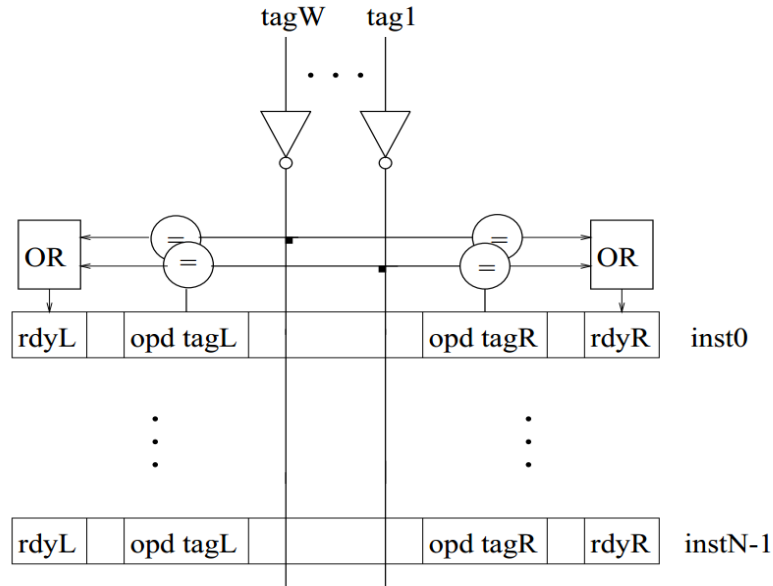 tagW tag1
. . .
= =
OR = = OR
rdyL opd tagL opd tagR rdyR inst0
rdyL opd tagL opd tagR rdyR instN-1